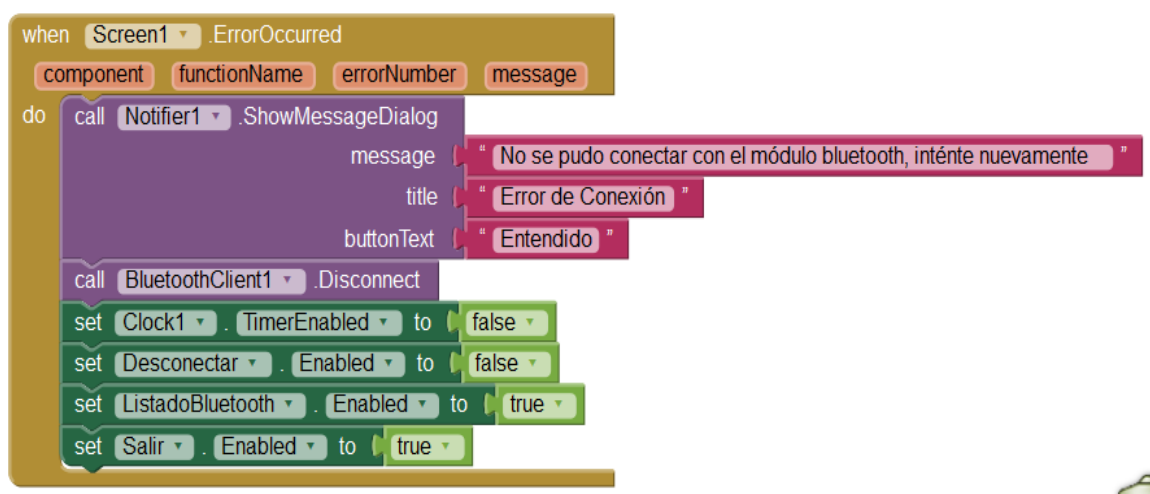 when Screen1 .ErrorOccurred
component functionName errorNumber message
do call Notifier1 .ShowMessageDialog
message " No se pudo conectar con el módulo bluetooth, inténte nuevamente "
title " Error de Conexión "
buttonText " Entendido "
call BluetoothClient1 .Disconnect
set Clock1 . TimerEnabled to false
set Desconectar . Enabled to false
set ListadoBluetooth . Enabled to true
set Salir . Enabled to true